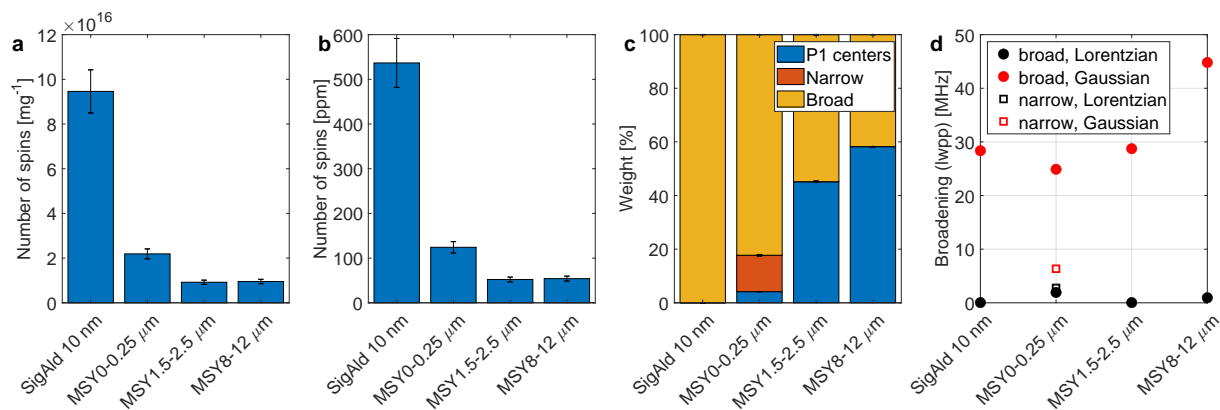 a
×10^16
12
10
8
6
4
2
0
Number of spins [mg^-1]
SigAld 10 nm
MSY0-0.25 μm
MSY1.5-2.5 μm
MSY8-12 μm
b
600
500
400
300
200
100
0
Number of spins [ppm]
SigAld 10 nm
MSY0-0.25 μm
MSY1.5-2.5 μm
MSY8-12 μm
c
100
80
60
40
20
0
Weight [%]
P1 centers
Narrow
Broad
SigAld 10 nm
MSY0-0.25 μm
MSY1.5-2.5 μm
MSY8-12 μm
d
50
40
30
20
10
0
Broadening (lwpp) [MHz]
broad, Lorentzian
broad, Gaussian
narrow, Lorentzian
narrow, Gaussian
SigAld 10 nm
MSY0-0.25 μm
MSY1.5-2.5 μm
MSY8-12 μm